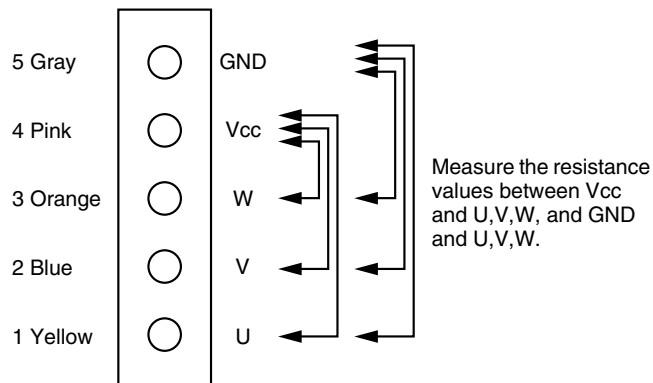 5 Gray GND
4 Pink Vcc
3 Orange W
2 Blue V
1 Yellow U
Measure the resistance
values between Vcc
and U,V,W, and GND
and U,V,W.